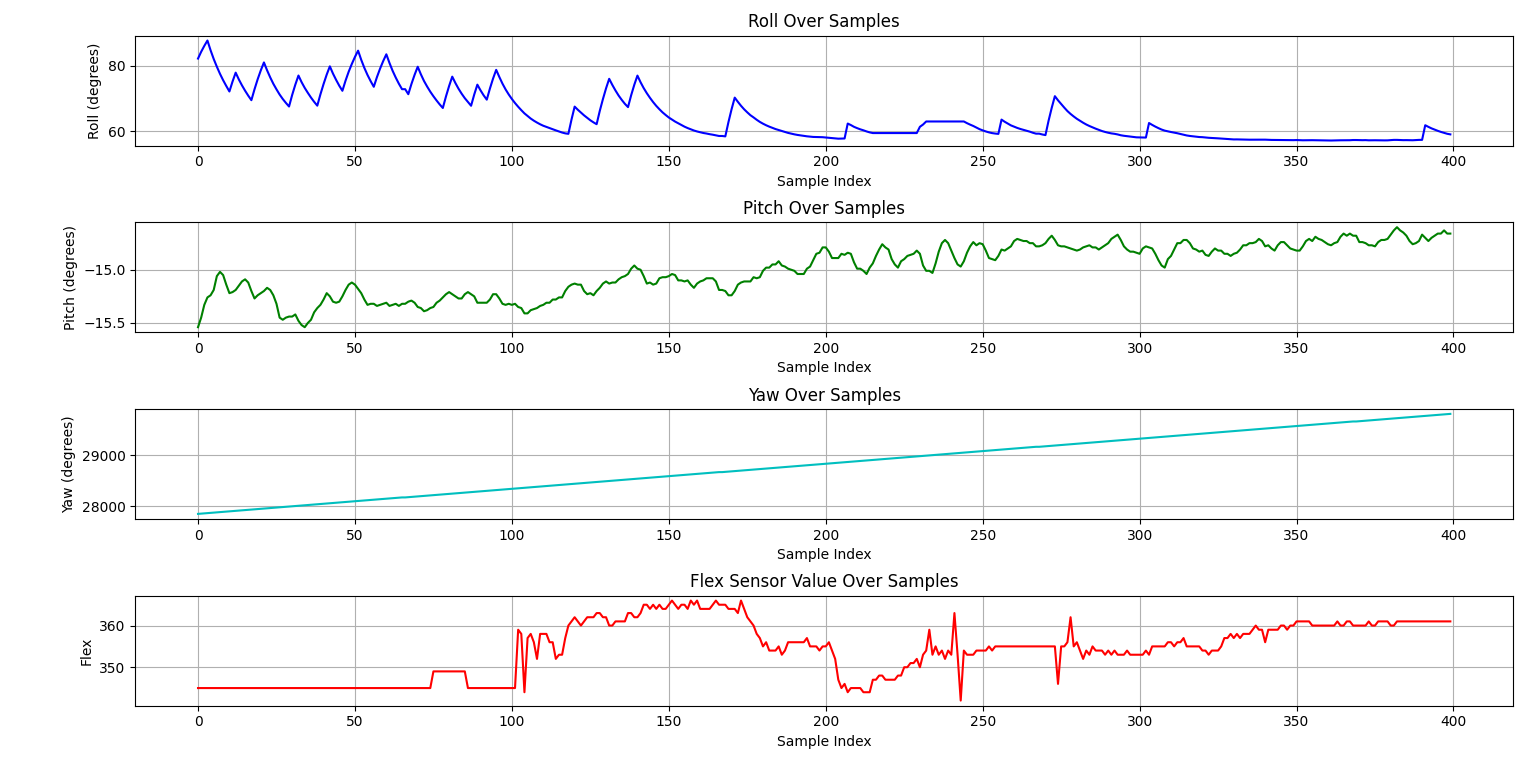 Roll Over Samples
Roll (degrees)
80
60
0 50 100 150 200 250 300 350 400
Sample Index
Pitch Over Samples
Pitch (degrees)
−15.0
−15.5
0 50 100 150 200 250 300 350 400
Sample Index
Yaw Over Samples
Yaw (degrees)
29000
28000
0 50 100 150 200 250 300 350 400
Sample Index
Flex Sensor Value Over Samples
Flex
360
350
0 50 100 150 200 250 300 350 400
Sample Index